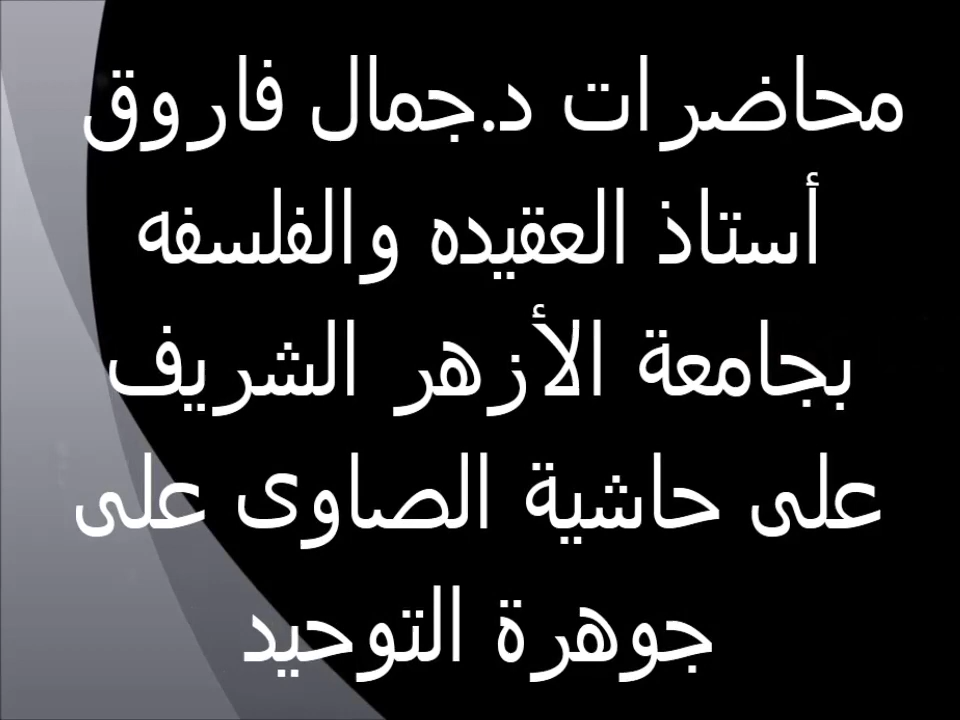 محاضرات د.جمال فاروق
أستاذ العقيده والفلسفه
بجامعة الأزهر الشريف
على حاشية الصاوى على
جوهرة التوحيد